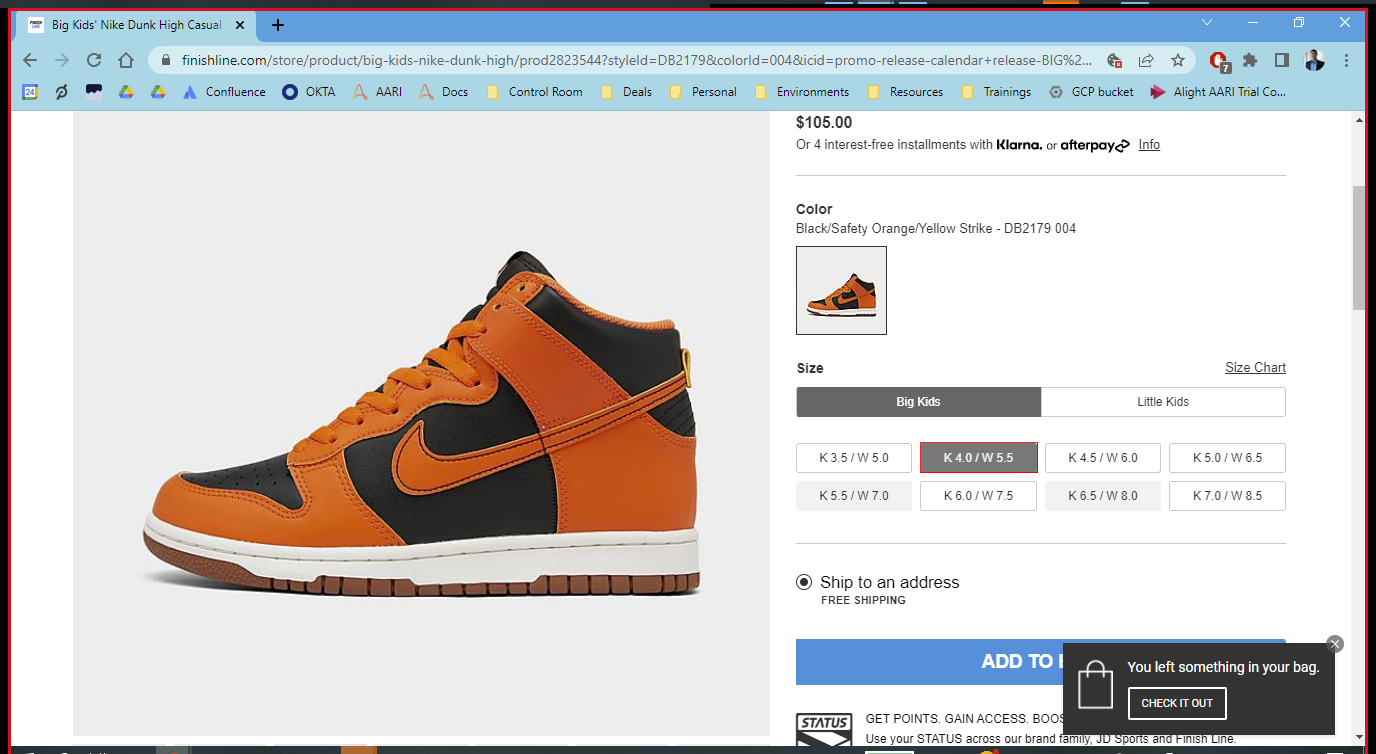 Big Kids' Nike Dunk High Casual
finishline.com/store/product/big-kids-nike-dunk-high/prod2823544?styleId=DB2179&colorId=004&icid=promo-release-calendar+release-BIG%2...
7
24
Confluence
OKTA
AARI
Docs
Control Room
Deals
Personal
Environments
Resources
Trainings
GCP bucket
Alight AARI Trial Co...
$105.00
Or 4 interest-free installments with Klarna. or afterpay Info
Color
Black/Safety Orange/Yellow Strike - DB2179 004
Size
Size Chart
Big Kids
Little Kids
K 3.5 / W 5.0
K 4.0 / W 5.5
K 4.5 / W 6.0
K 5.0 / W 6.5
K 5.5 / W 7.0
K 6.0 / W 7.5
K 6.5 / W 8.0
K 7.0 / W 8.5
Ship to an address
FREE SHIPPING
ADD TO
You left something in your bag.
CHECK IT OUT
STATUS
GET POINTS. GAIN ACCESS.
Use your STATUS across our brand family, JD Sports and Finish Line.